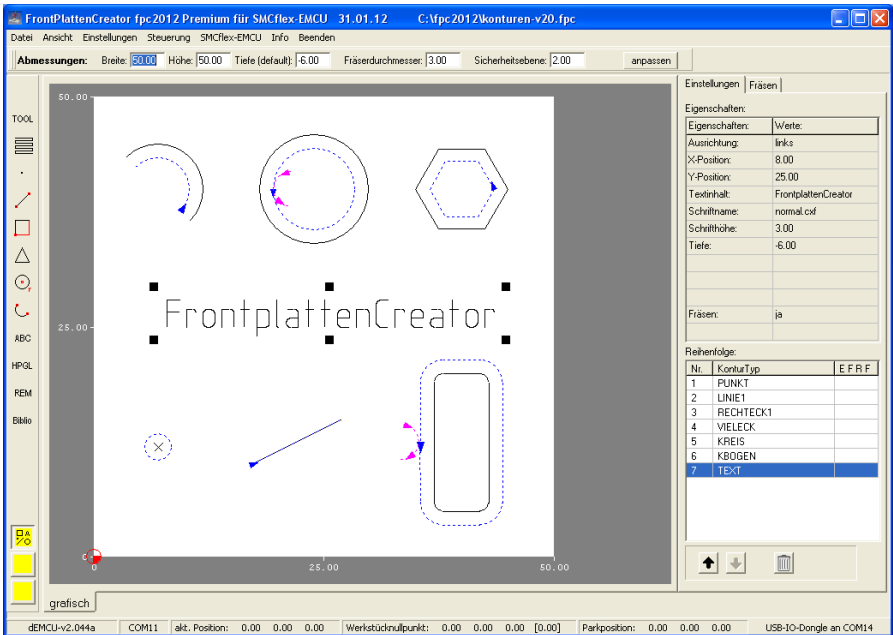 FrontPlattenCreator fpc2012 Premium für SMCflex-EMCU 31.01.12 C:\fpc2012\konturen-v20.fpc
Datei Ansicht Einstellungen Steuerung SMCflex-EMCU Info Beenden
Abmessungen: Breite: 50.00 Höhe: 50.00 Tiefe (default): -6.00 Fräserdurchmesser: 3.00 Sicherheitsebene: 2.00 anpassen
TOOL
ABC
HPGL
REM
Biblio
50.00
25.00
0
0
25.00
50.00
FrontplattenCreator
grafisch
Einstellungen Fräsen
Eigenschaften:
Eigenschaften: Werte:
Ausrichtung: links
X-Position: 8.00
Y-Position: 25.00
Textinhalt: FrontplattenCreator
Schriftname: normal.cxf
Schrifthöhe: 3.00
Tiefe: -6.00
Fräsen: ja
Reihenfolge:
Nr. KonturTyp E F R F
1 PUNKT
2 LINIE1
3 RECHTECK1
4 VIELECK
5 KREIS
6 KBOGEN
7 TEXT
dEMCU-v2.044a COM11 akt. Position: 0.00 0.00 0.00 Werkstücknullpunkt: 0.00 0.00 0.00 [0.00] Parkposition: 0.00 0.00 0.00 USB-IO-Dongle an COM14